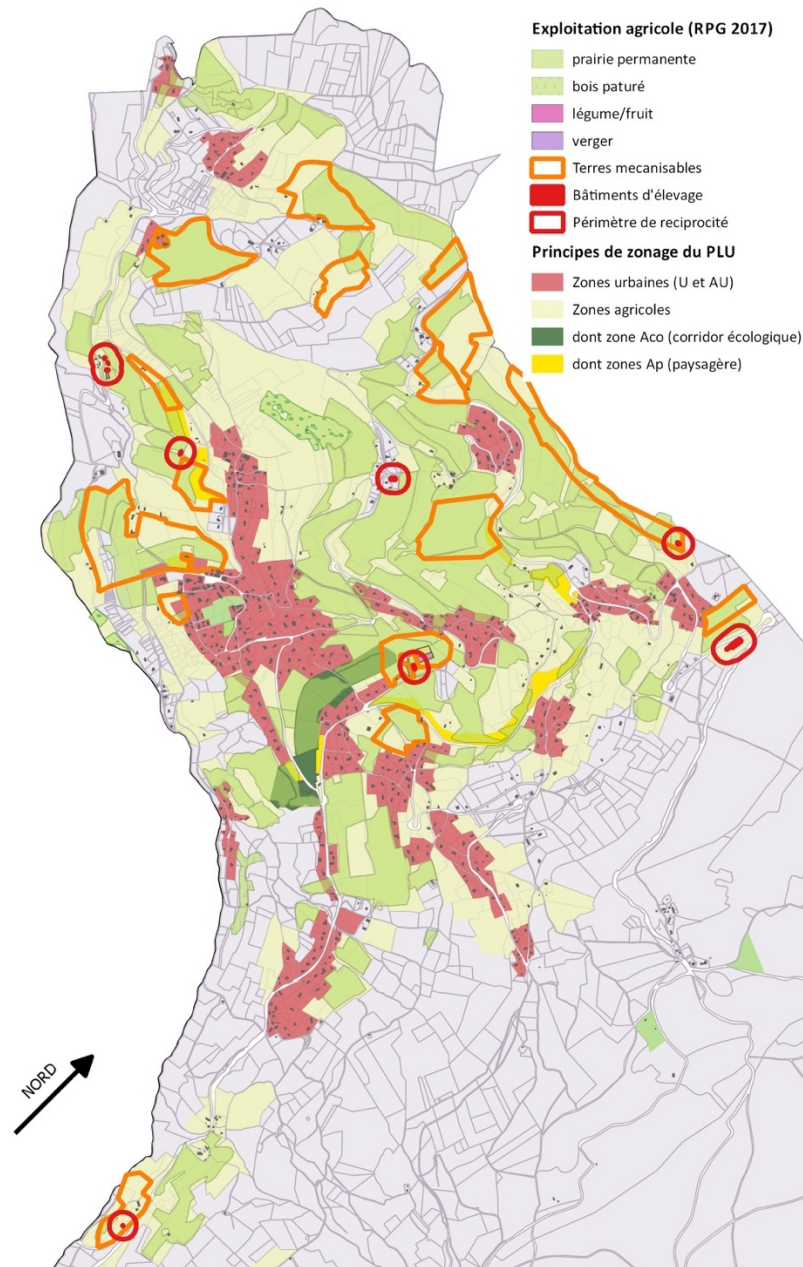 Exploitation agricole (RPG 2017)
prairie permanente
bois paturé
légume/fruit
verger
Terres mecanisables
Bâtiments d'élevage
Périmètre de reciprocité
Principes de zonage du PLU
Zones urbaines (U et AU)
Zones agricoles
dont zone Aco (corridor écologique)
dont zones Ap (paysagère)
NORD